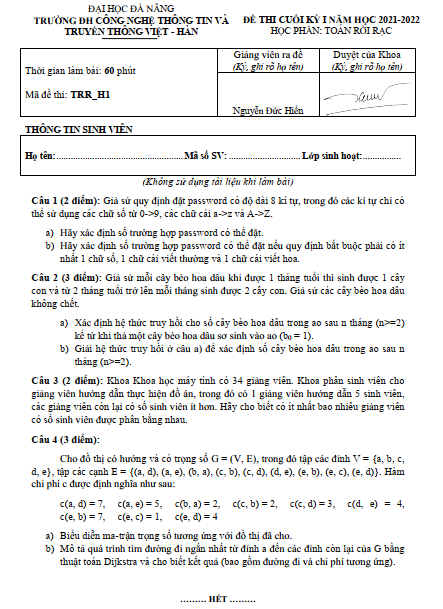 ĐẠI HỌC ĐÀ NẴNG
TRƯỜNG ĐH CÔNG NGHỆ THÔNG TIN VÀ
TRUYỀN THÔNG VIỆT - HÀN
ĐỀ THI CUỐI KỲ I NĂM HỌC 2021-2022
HỌC PHẦN: TOÁN RỜI RẠC
Thời gian làm bài: 60 phút
Mã đề thi: TRR_H1
Giảng viên ra đề
(Ký, ghi rõ họ tên)
Nguyễn Đức Hiển
Duyệt của Khoa
(Ký, ghi rõ họ tên)
THÔNG TIN SINH VIÊN
Họ tên:.................................................. Mã số SV: ............................ Lớp sinh hoạt:..................
(Không sử dụng tài liệu khi làm bài)
Câu 1 (2 điểm): Giả sử quy định đặt password có độ dài 8 kí tự, trong đó các kí tự chỉ có
thể sử dụng các chữ số từ 0->9, các chữ cái a->z và A->Z.
a) Hãy xác định số trường hợp password có thể đặt.
b) Hãy xác định số trường hợp password có thể đặt nếu quy định bắt buộc phải có ít
nhất 1 chữ số, 1 chữ cái viết thường và 1 chữ cái viết hoa.
Câu 2 (3 điểm): Giả sử mỗi cây bèo hoa dâu khi được 1 tháng tuổi thì sinh được 1 cây
con và từ 2 tháng tuổi trở lên mỗi tháng sinh được 2 cây con. Giả sử các cây bèo hoa dâu
không chết.
a) Xác định hệ thức truy hồi cho số cây bèo hoa dâu trong ao sau n tháng (n>=2)
kể từ khi thả một cây bèo hoa dâu sơ sinh vào ao (b₀ = 1).
b) Giải hệ thức truy hồi ở câu a) để xác định số cây bèo hoa dâu trong ao sau n
tháng (n>=2).
Câu 3 (2 điểm): Khoa Khoa học máy tính có 34 giảng viên. Khoa phân sinh viên cho
giảng viên hướng dẫn thực hiện đồ án, trong đó có 1 giảng viên hướng dẫn 5 sinh viên,
các giảng viên còn lại có số sinh viên ít hơn. Hãy cho biết có ít nhất bao nhiêu giảng viên
có số sinh viên được phân bằng nhau.
Câu 4 (3 điểm):
Cho đồ thị có hướng và có trọng số G = (V, E), trong đó tập các đỉnh V = {a, b, c,
d, e}, tập các cạnh E = {(a, d), (a, e), (b, a), (c, b), (c, d), (d, e), (e, b), (e, c), (e, d)}. Hàm
chi phí c được định nghĩa như sau:
c(a, d) = 7, c(a, e) = 5, c(b, a) = 2, c(c, b) = 2, c(c, d) = 3, c(d, e) = 4,
c(e, b) = 7, c(e, c) = 1, c(e, d) = 4
a) Biểu diễn ma-trận trọng số tương ứng với đồ thị đã cho.
b) Mô tả quá trình tìm đường đi ngắn nhất từ đỉnh a đến các đỉnh còn lại của G bằng
thuật toán Dijkstra và cho biết kết quả (bao gồm đường đi và chi phí tương ứng).
......... HẾT .........